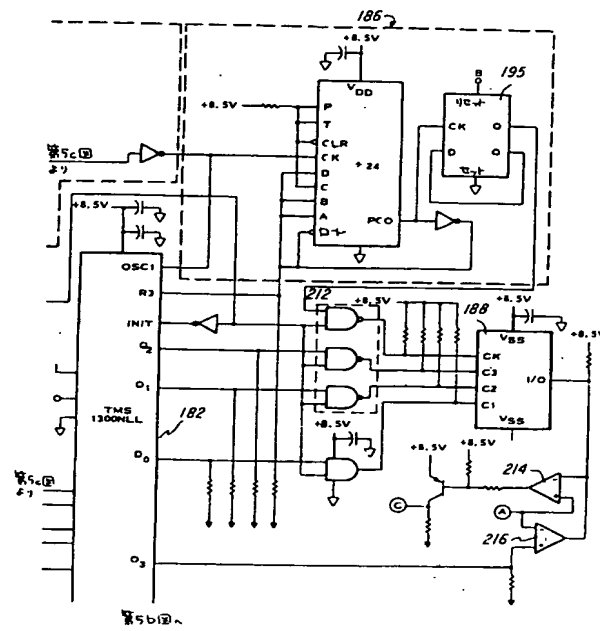 186
+8.5V
195
VDD
B
リセット
+8.5V
P
T
CLR
CK
Q
D
セット
第5c図
より
CK
÷24
D
C
B
A
PCO
ロード
+8.5V
OSC1
R3
212
+8.5V
188
+8.5V
INIT
VSS
O2
CK
C3
I/O
C2
C1
O1
TMS
1300NLL
182
+8.5V
VSS
O0
+8.5V
+8.5V
214
第5c図
より
C
A
216
O3
第5b図へ